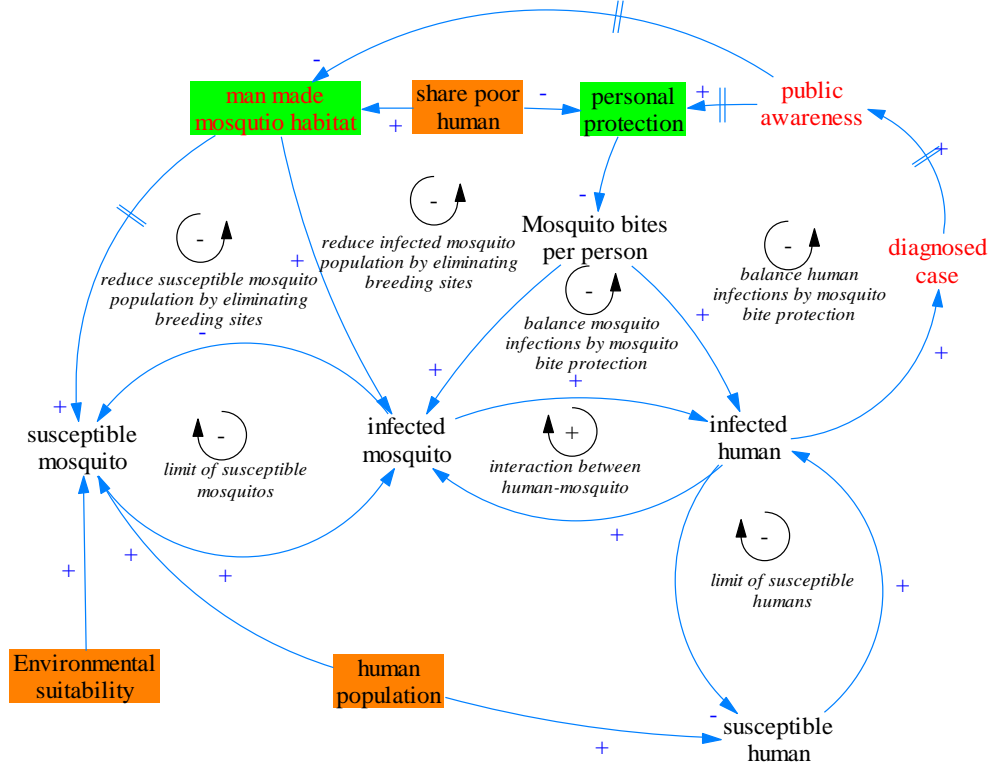 -
man made
mosqutio habitat
+
share poor
human
-
personal
protection
+
public
awareness
+
-
-
-
reduce susceptible mosquito
population by eliminating
breeding sites
+
reduce infected mosquito
population by eliminating
breeding sites
Mosquito bites
per person
-
balance mosquito
infections by mosquito
bite protection
-
balance human
infections by mosquito
bite protection
diagnosed
case
-
+
+
+
+
+
susceptible
mosquito
-
limit of susceptible
mosquitos
infected
mosquito
+
interaction between
human-mosquito
infected
human
+
+
+
+
-
limit of susceptible
humans
+
Environmental
suitability
human
population
+
-
susceptible
human